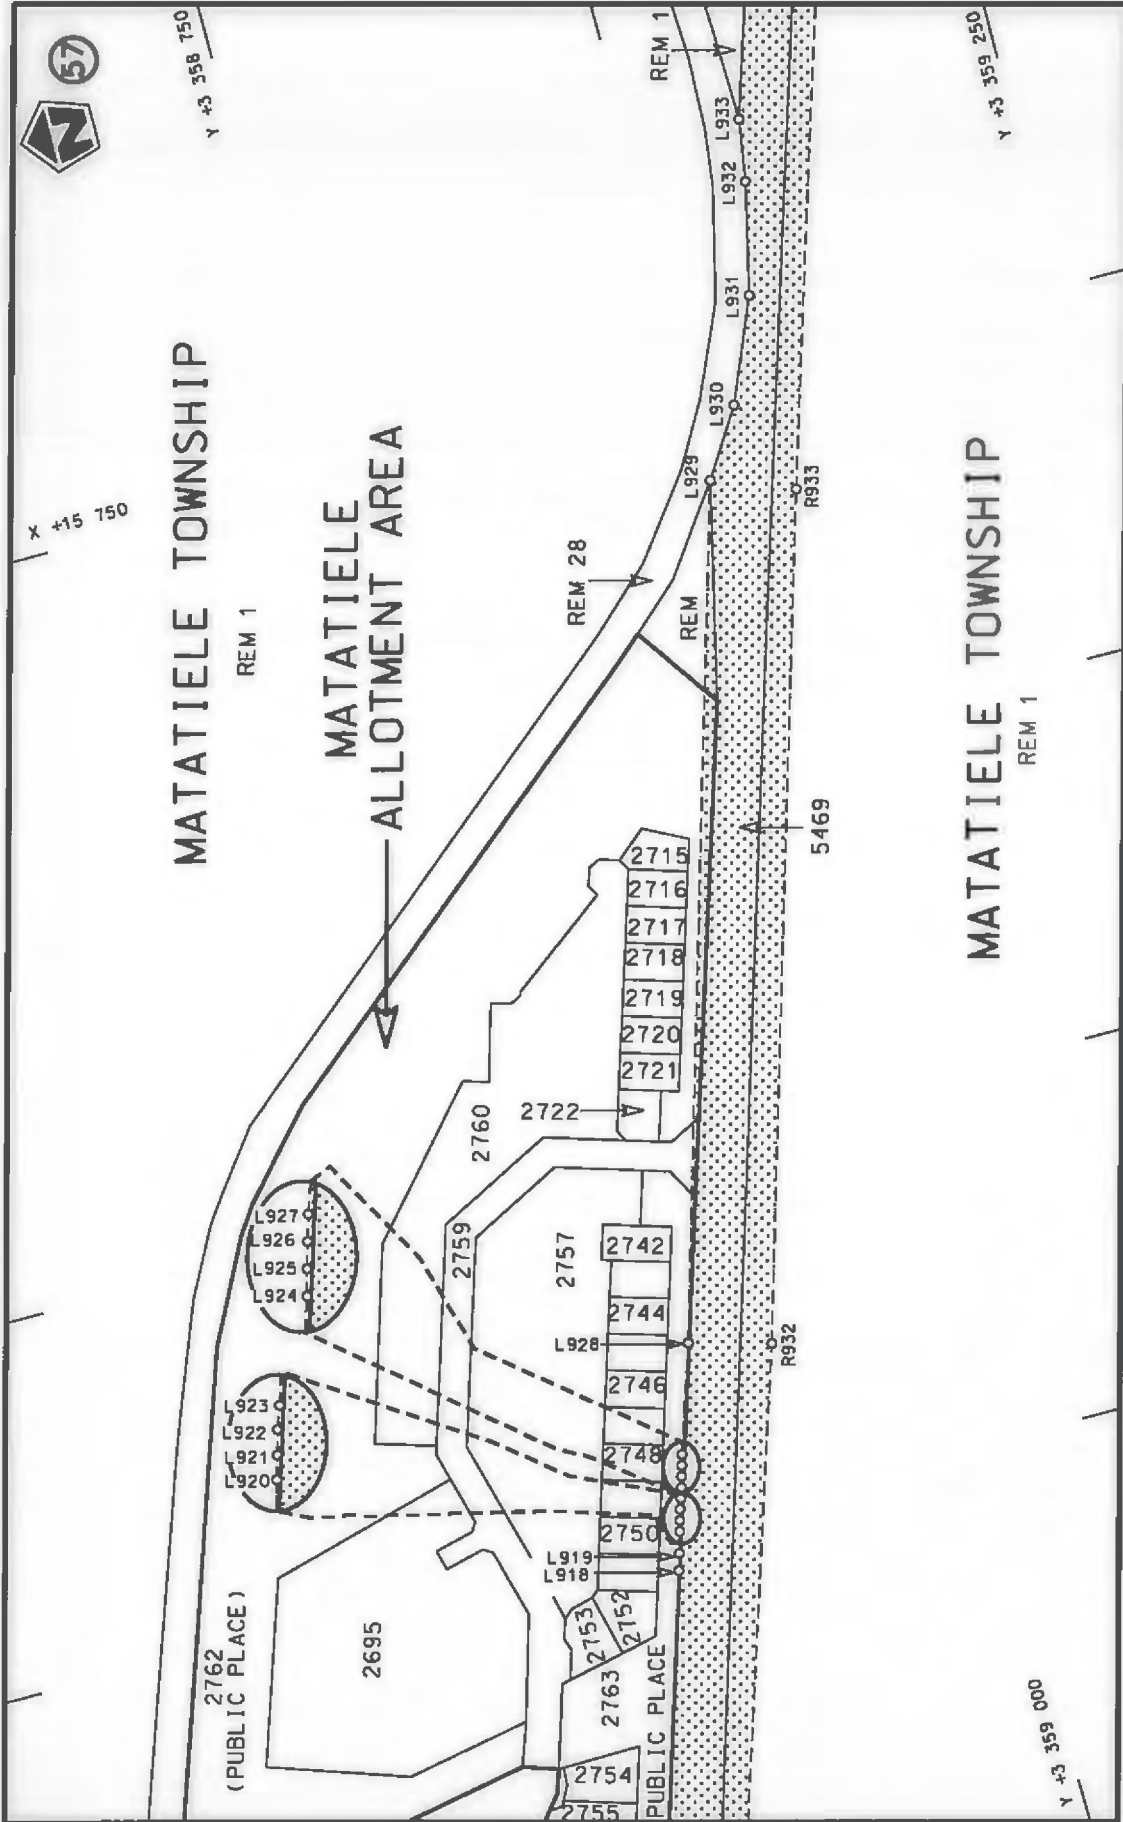 57
N
Y +3 358 750
REM 1
Y +3 359 250
L933
L932
L931
L930
L929
R933
X +15 750
MATATIELE TOWNSHIP
REM 1
MATATIELE
ALLOTMENT AREA
REM 28
REM
MATATIELE TOWNSHIP
REM 1
5469
2715
2716
2717
2718
2719
2720
2721
2722
2760
2759
2757
2742
2744
2746
2748
2750
L927
L926
L925
L924
L928
R932
L923
L922
L921
L920
L919
L918
2762
(PUBLIC PLACE)
2695
2753
2752
2763
PUBLIC PLACE
2754
2755
Y +3 359 000